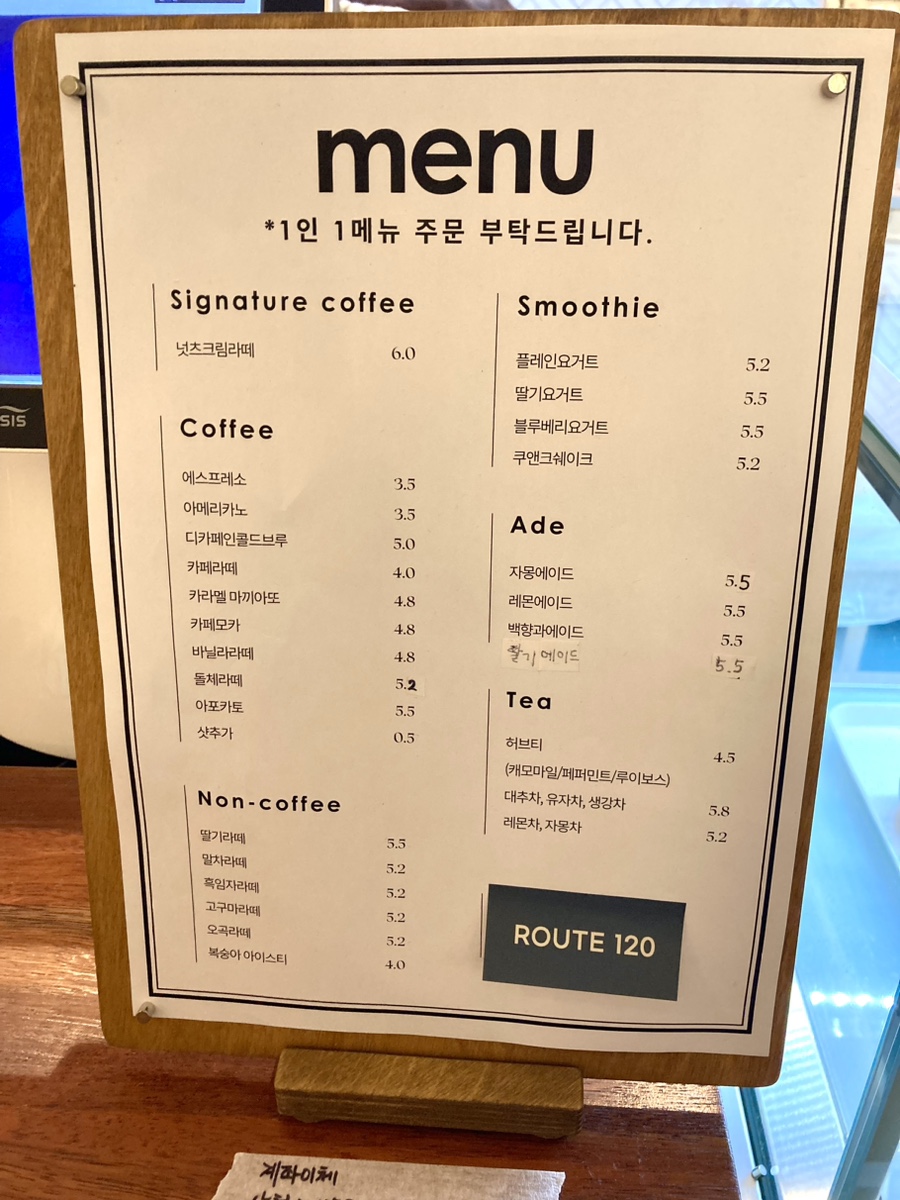 menu
*1인 1메뉴 주문 부탁드립니다.
Signature coffee
넛츠크림라떼 6.0
Coffee
에스프레소 3.5
아메리카노 3.5
디카페인콜드브루 5.0
카페라떼 4.0
카라멜 마끼아또 4.8
카페모카 4.8
바닐라라떼 4.8
돌체라떼 5.2
아포카토 5.5
샷추가 0.5
Non-coffee
딸기라떼 5.5
말차라떼 5.2
흑임자라떼 5.2
고구마라떼 5.2
오곡라떼 5.2
복숭아 아이스티 4.0
Smoothie
플레인요거트 5.2
딸기요거트 5.5
블루베리요거트 5.5
쿠앤크쉐이크 5.2
Ade
자몽에이드 5.5
레몬에이드 5.5
백향과에이드 5.5
딸기 에이드 5.5
Tea
허브티 4.5
(캐모마일/페퍼민트/루이보스)
대추차, 유자차, 생강차 5.8
레몬차, 자몽차 5.2
ROUTE 120
SIS
계좌이체